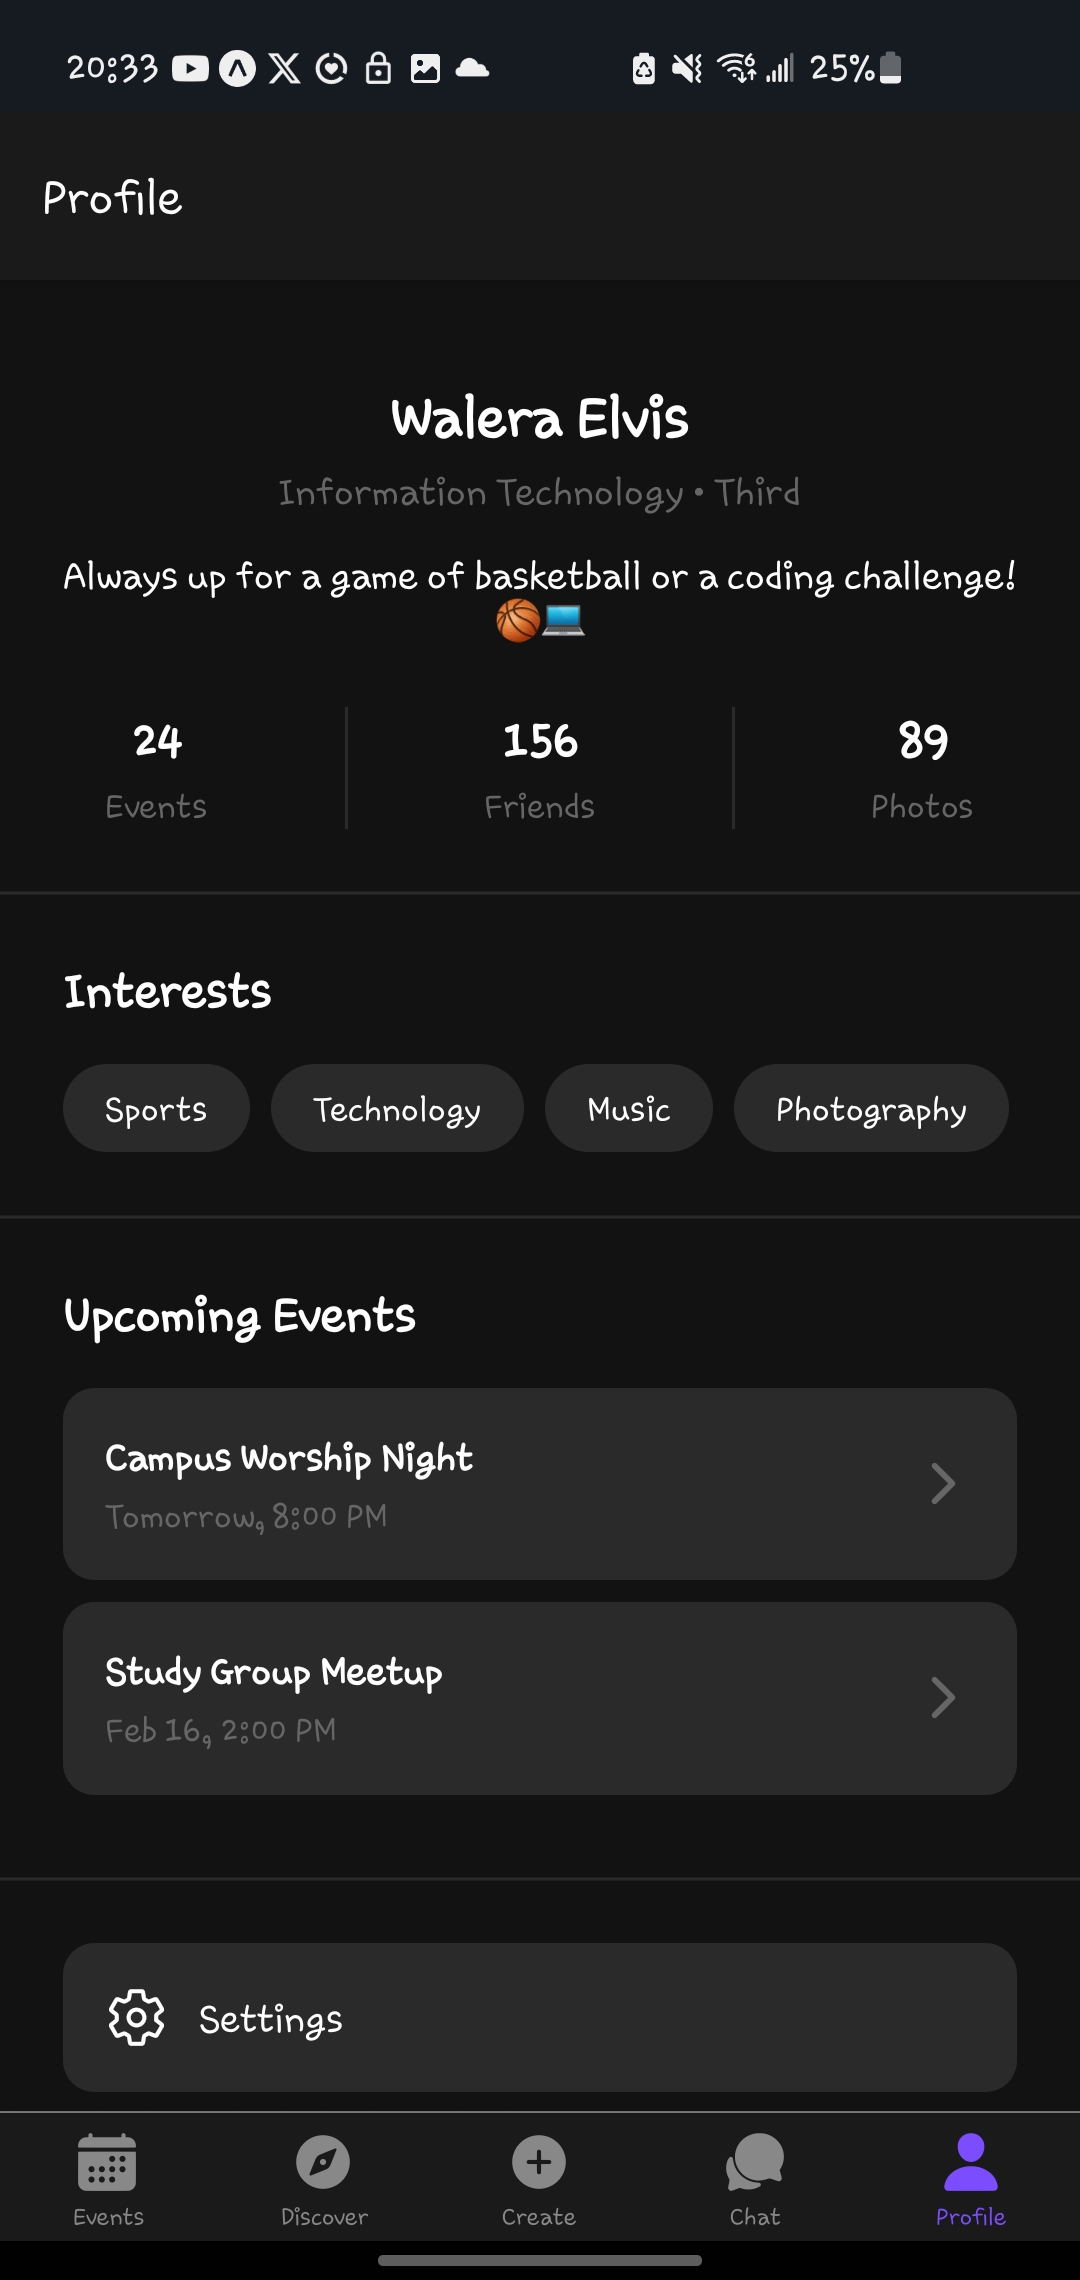 20:33 25%
Profile
Walera Elvis
Information Technology • Third
Always up for a game of basketball or a coding challenge!
🏀💻
24 156 89
Events Friends Photos
Interests
Sports Technology Music Photography
Upcoming Events
Campus Worship Night
Tomorrow, 8:00 PM
Study Group Meetup
Feb 16, 2:00 PM
Settings
Events Discover Create Chat Profile